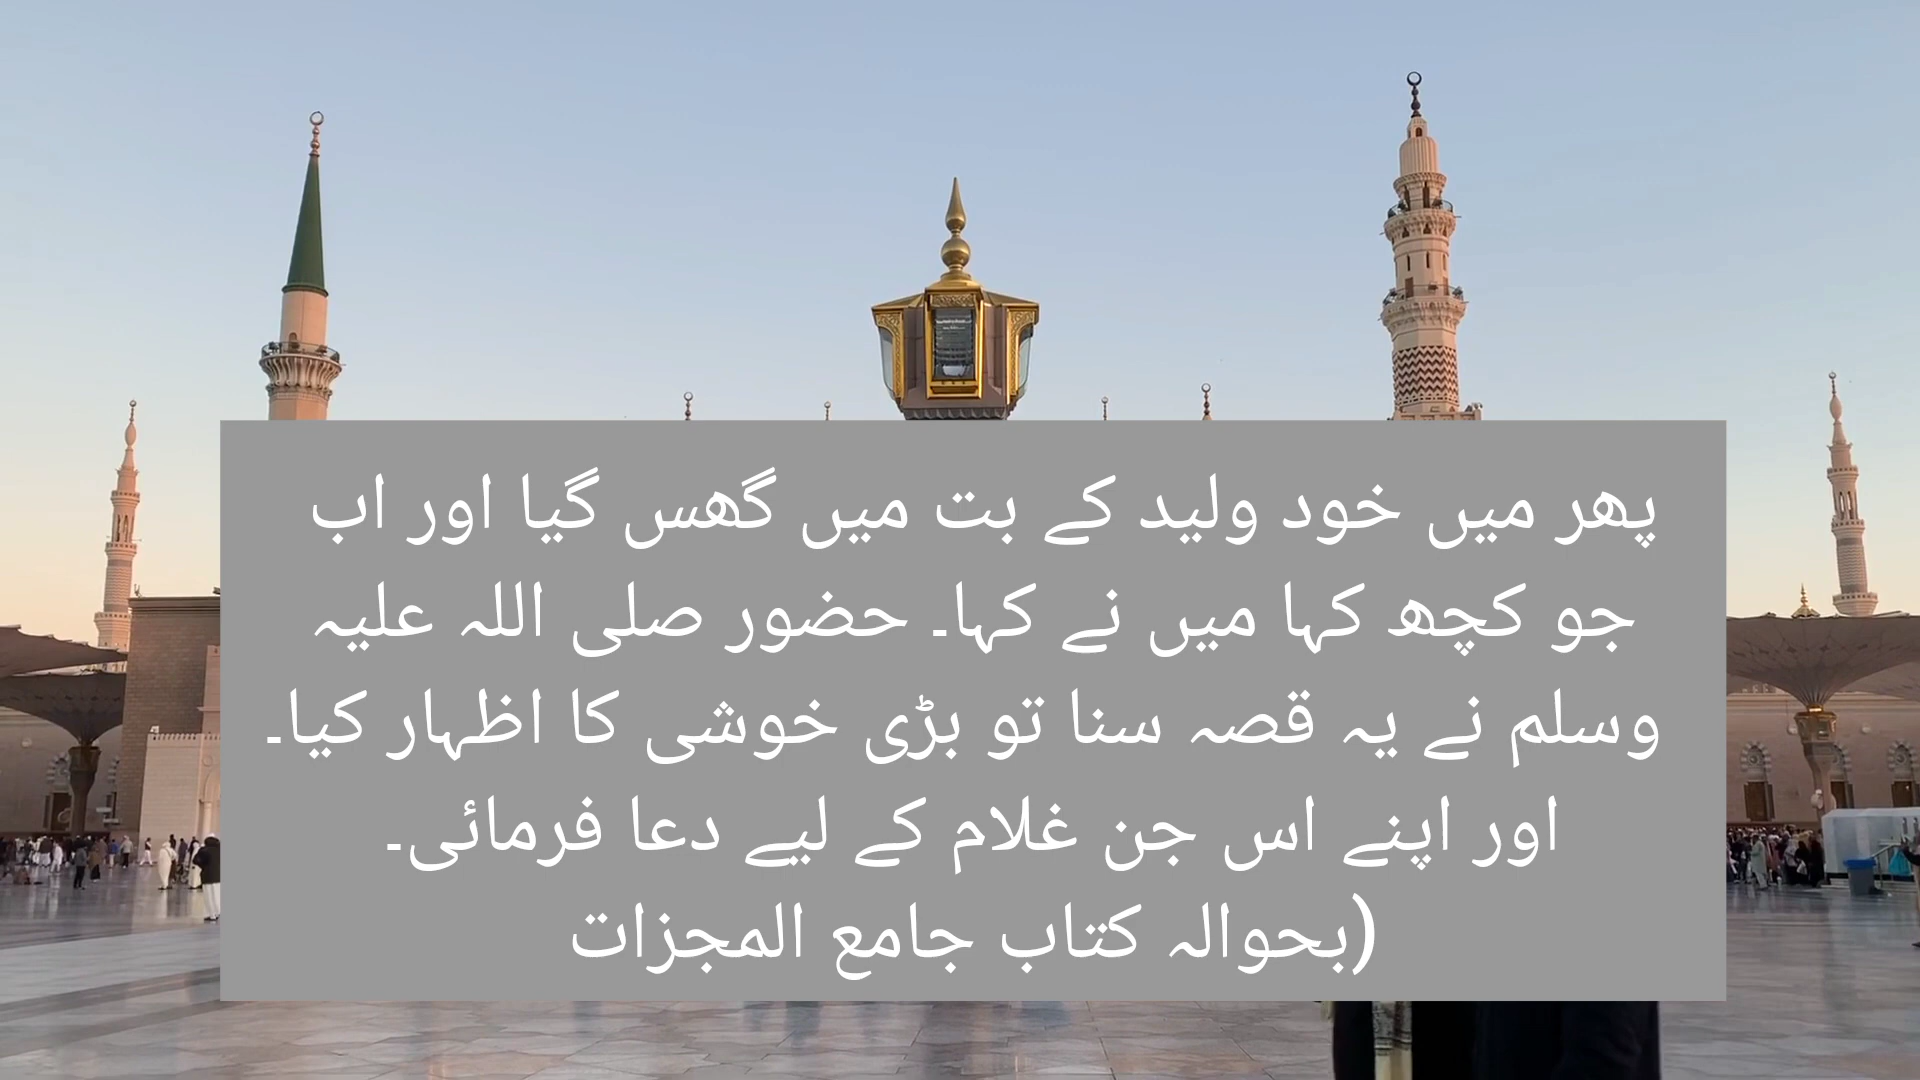 پھر میں خود ولید کے بت میں گھس گیا اور اب
جو کچھ کہا میں نے کہا۔ حضور صلی اللہ علیہ
وسلم نے یہ قصہ سنا تو بڑی خوشی کا اظہار کیا۔
اور اپنے اس جن غلام کے لیے دعا فرمائی۔
(بحوالہ کتاب جامع المجزات